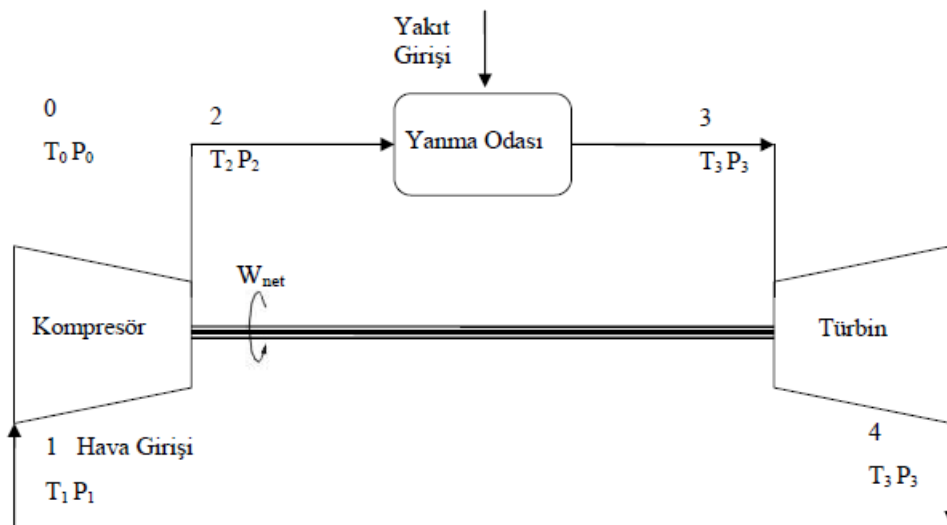 Yakıt
Girişi
0
T₀ P₀
2
T₂ P₂
Yanma Odası
3
T₃ P₃
Wnet
Kompresör
Türbin
1 Hava Girişi
T₁ P₁
4
T₃ P₃